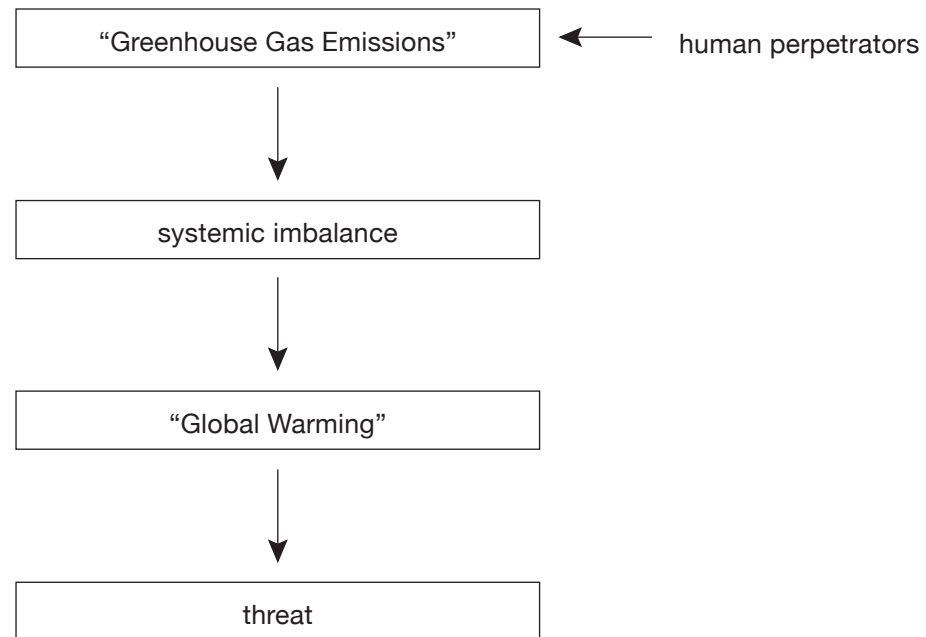 “Greenhouse Gas Emissions”
human perpetrators
systemic imbalance
“Global Warming”
threat